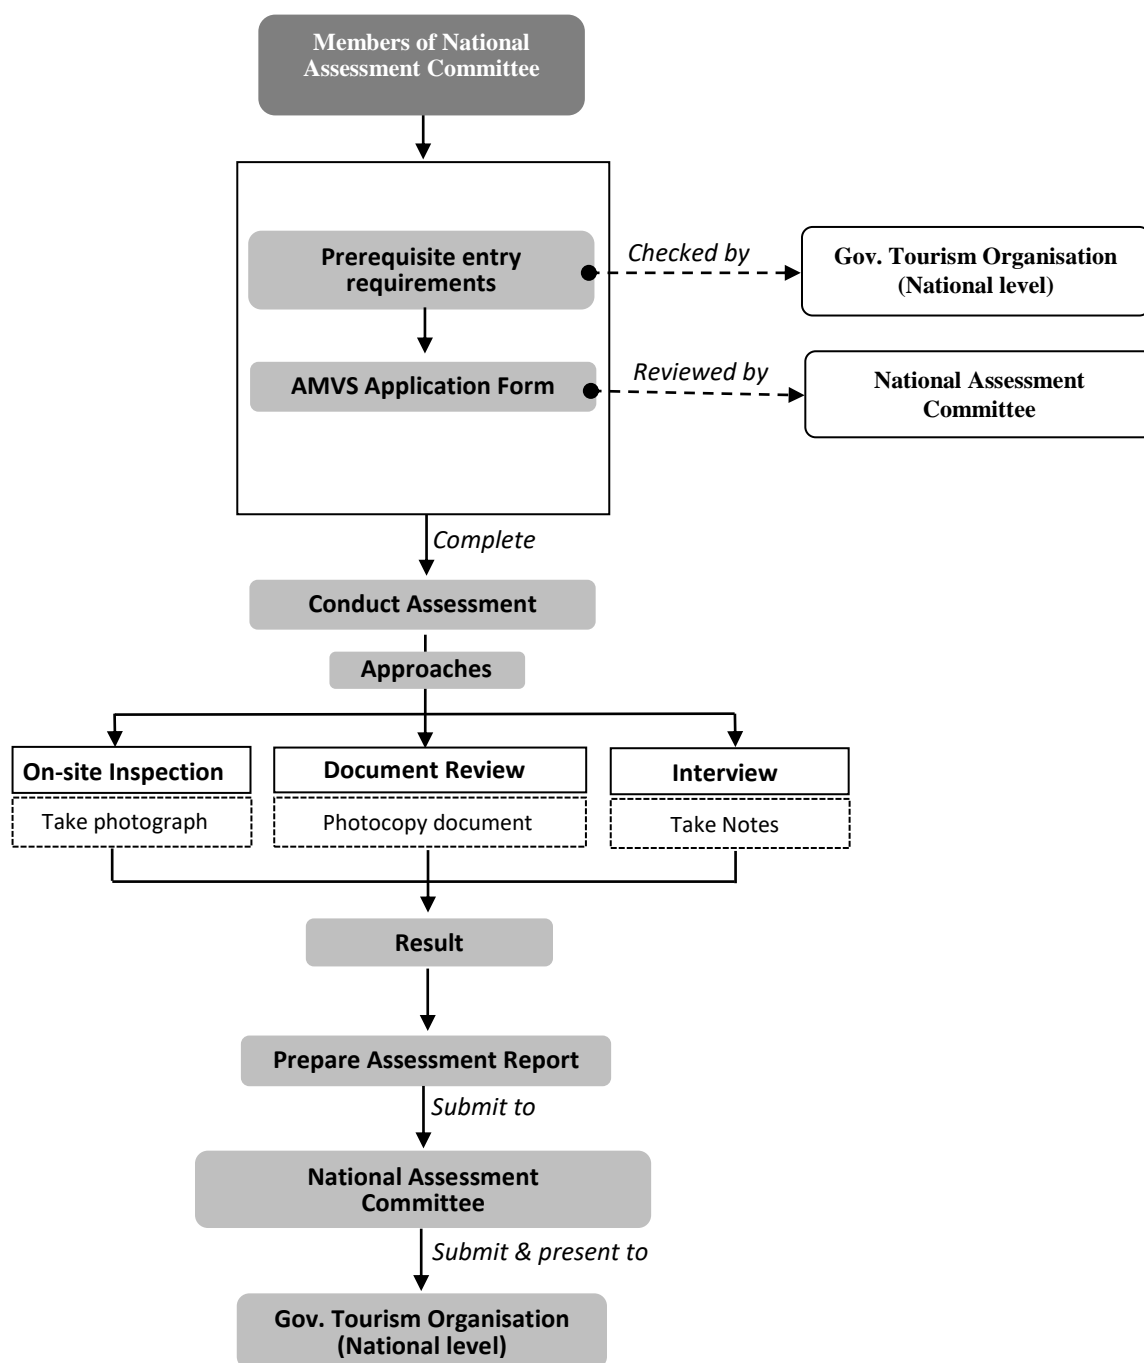 Members of National
Assessment Committee
Prerequisite entry
requirements
Checked by
Gov. Tourism Organisation
(National level)
AMVS Application Form
Reviewed by
National Assessment
Committee
Complete
Conduct Assessment
Approaches
On-site Inspection
Document Review
Interview
Take photograph
Photocopy document
Take Notes
Result
Prepare Assessment Report
Submit to
National Assessment
Committee
Submit & present to
Gov. Tourism Organisation
(National level)